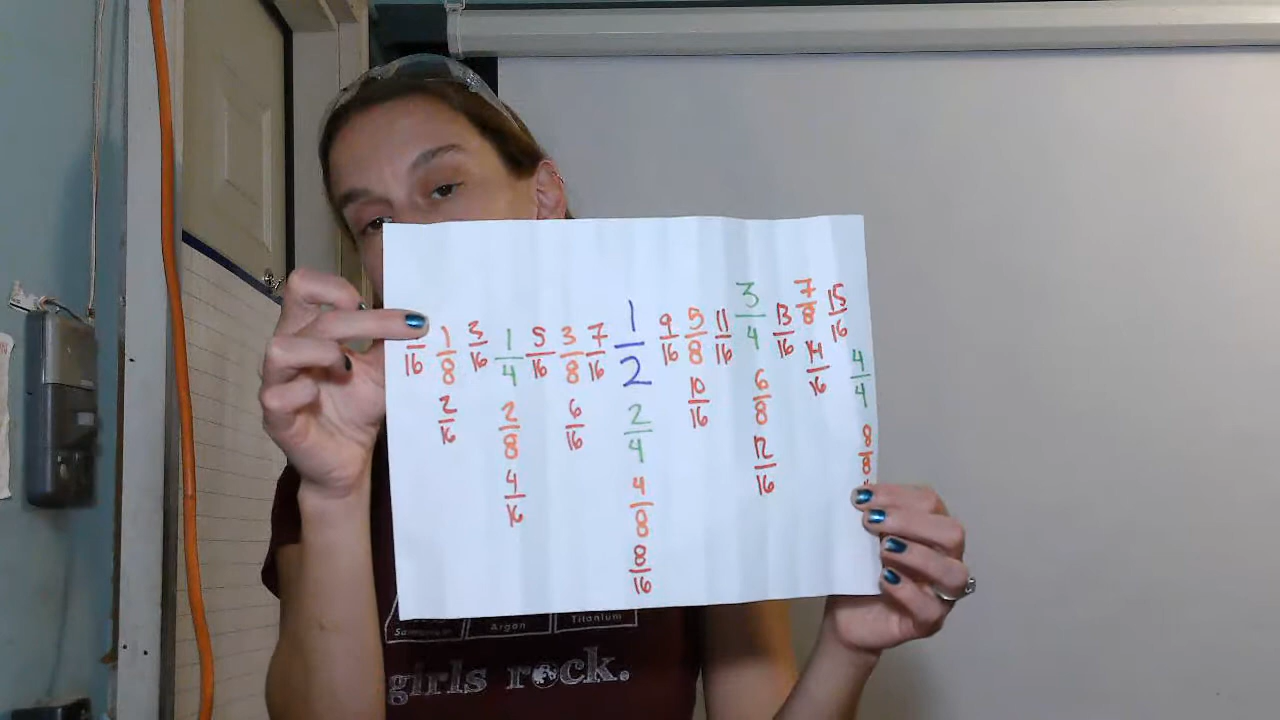 16 1/8 3/16 1/4 5/16 3/8 7/16 1/2 9/16 5/8 11/16 3/4 13/16 7/8 15/16
2/16 2/8 6/16 2/4 10/16 6/8 14/16 4/4
4/16 4/8 12/16 8/8
8/16
Argon Titanium
girls rock.